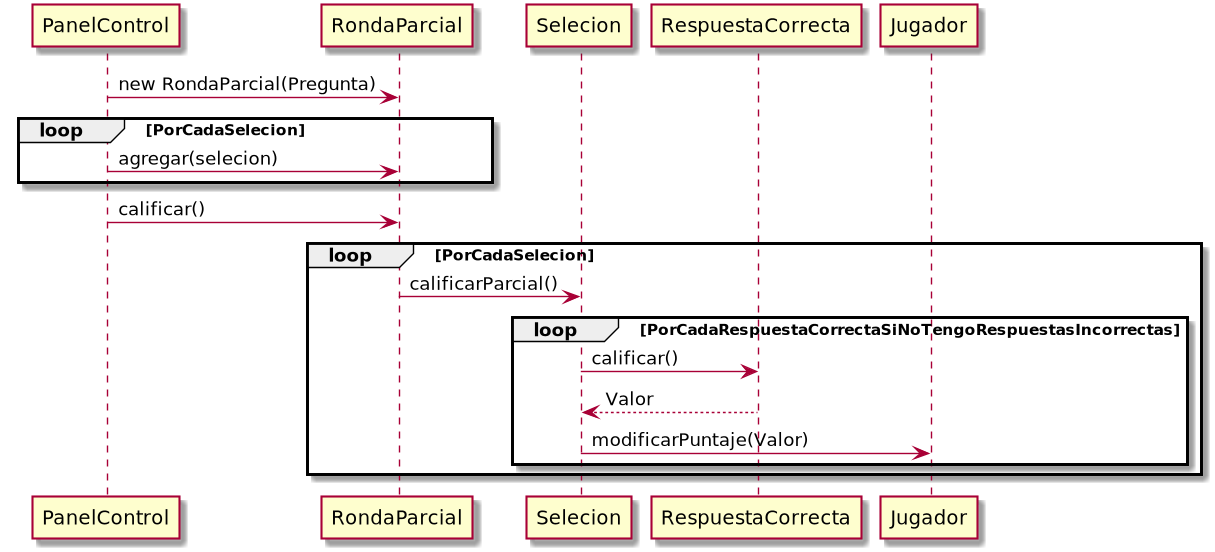 PanelControl RondaParcial Selecion RespuestaCorrecta Jugador
new RondaParcial(Pregunta)
loop [PorCadaSelecion]
agregar(selecion)
calificar()
loop [PorCadaSelecion]
calificarParcial()
loop [PorCadaRespuestaCorrectaSiNoTengoRespuestasIncorrectas]
calificar()
Valor
modificarPuntaje(Valor)
PanelControl RondaParcial Selecion RespuestaCorrecta Jugador